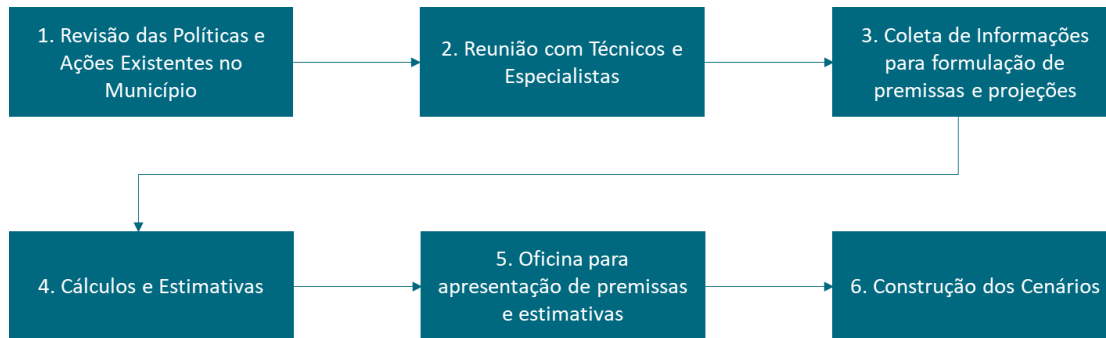 1. Revisão das Políticas e
Ações Existentes no
Município
2. Reunião com Técnicos e
Especialistas
3. Coleta de Informações
para formulação de
premissas e projeções
4. Cálculos e Estimativas
5. Oficina para
apresentação de premissas
e estimativas
6. Construção dos Cenários